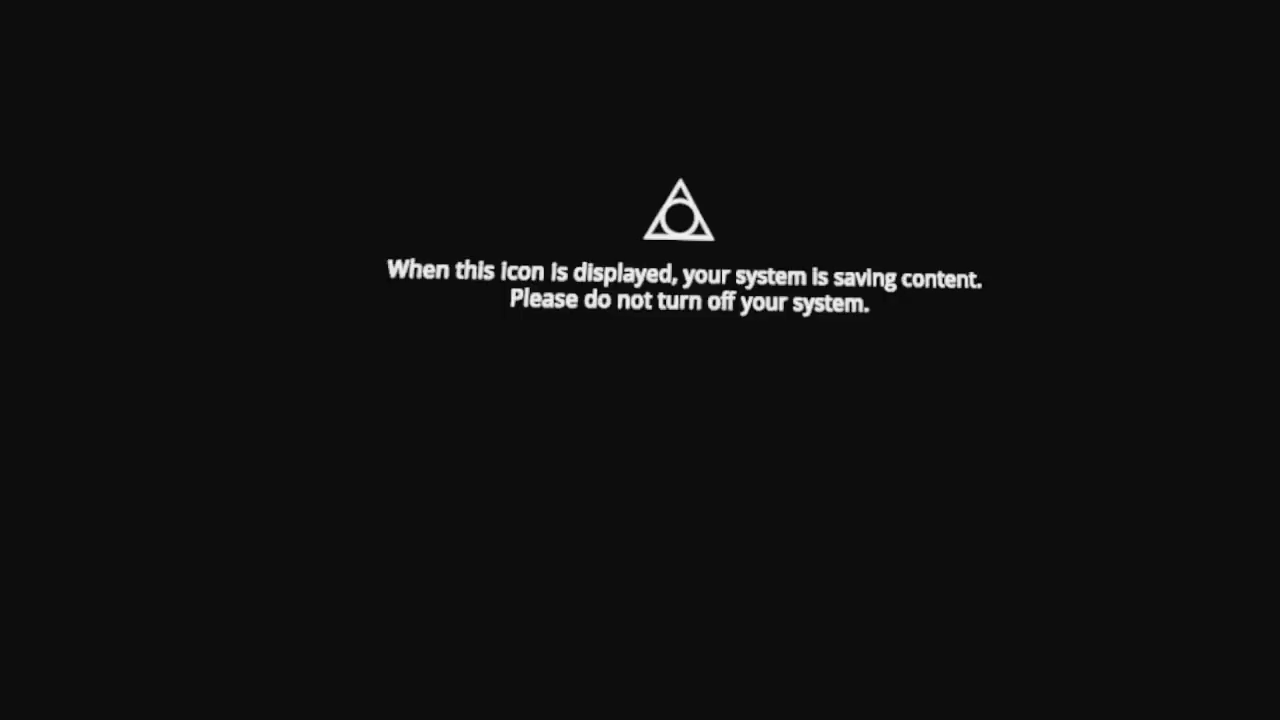 When this icon is displayed, your system is saving content.
Please do not turn off your system.